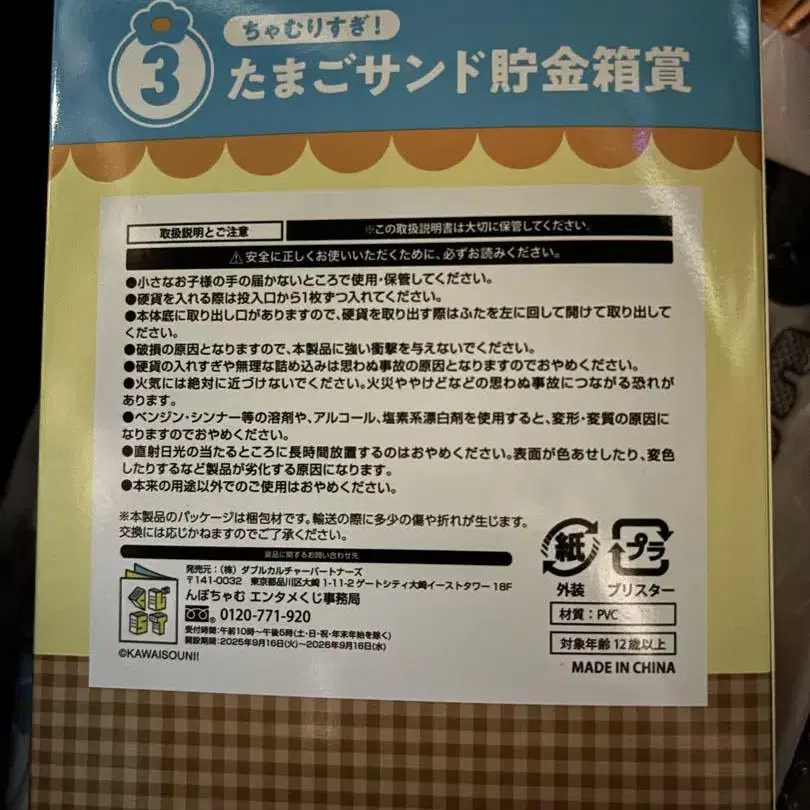 3
ちゃむりすぎ!
たまごサンド貯金箱賞
取扱説明とご注意
※この取扱説明書は大切に保管してください。
⚠安全に正しくお使いいただくために、必ずお読みください。
●小さなお子様の手の届かないところで使用・保管してください。
●硬貨を入れる際は投入口から1枚ずつ入れてください。
●本体底に取り出し口がありますので、硬貨を取り出す際はふたを左に回して開けて取り出して
ください。
●破損の原因となりますので、本製品に強い衝撃を与えないでください。
●硬貨の入れすぎや無理な詰め込みは思わぬ事故の原因となりますのでおやめください。
●火気には絶対に近づけないでください。火災ややけどなどの思わぬ事故につながる恐れが
あります。
●ベンジン・シンナー等の溶剤や、アルコール、塩素系漂白剤を使用すると、変形・変質の原因に
なりますのでおやめください。
●直射日光の当たるところに長時間放置するのはおやめください。表面が色あせしたり、変色
したりするなど製品が劣化する原因になります。
●本来の用途以外でのご使用はおやめください。
※本製品のパッケージは梱包材です。輸送の際に多少の傷や折れが生じます。
交換には応じかねますのでご了承ください。
製品に関するお問い合わせ先
発売元:(株)ダブルカルチャーパートナーズ
〒141-0032 東京都品川区大崎 1-11-2 ゲートシティ大崎イーストタワー 18F
んぽちゃむ エンタメくじ事務局
0120-771-920
受付時間:午前10時〜午後5時(土・日・祝・年末年始を除く)
開設期間:2025年9月16日(火)〜2026年9月16日(水)
くじ
ST
©KAWAISOUNI!!
紙
外装
プラ
ブリスター
材質:PVC
対象年齢 12歳以上
MADE IN CHINA